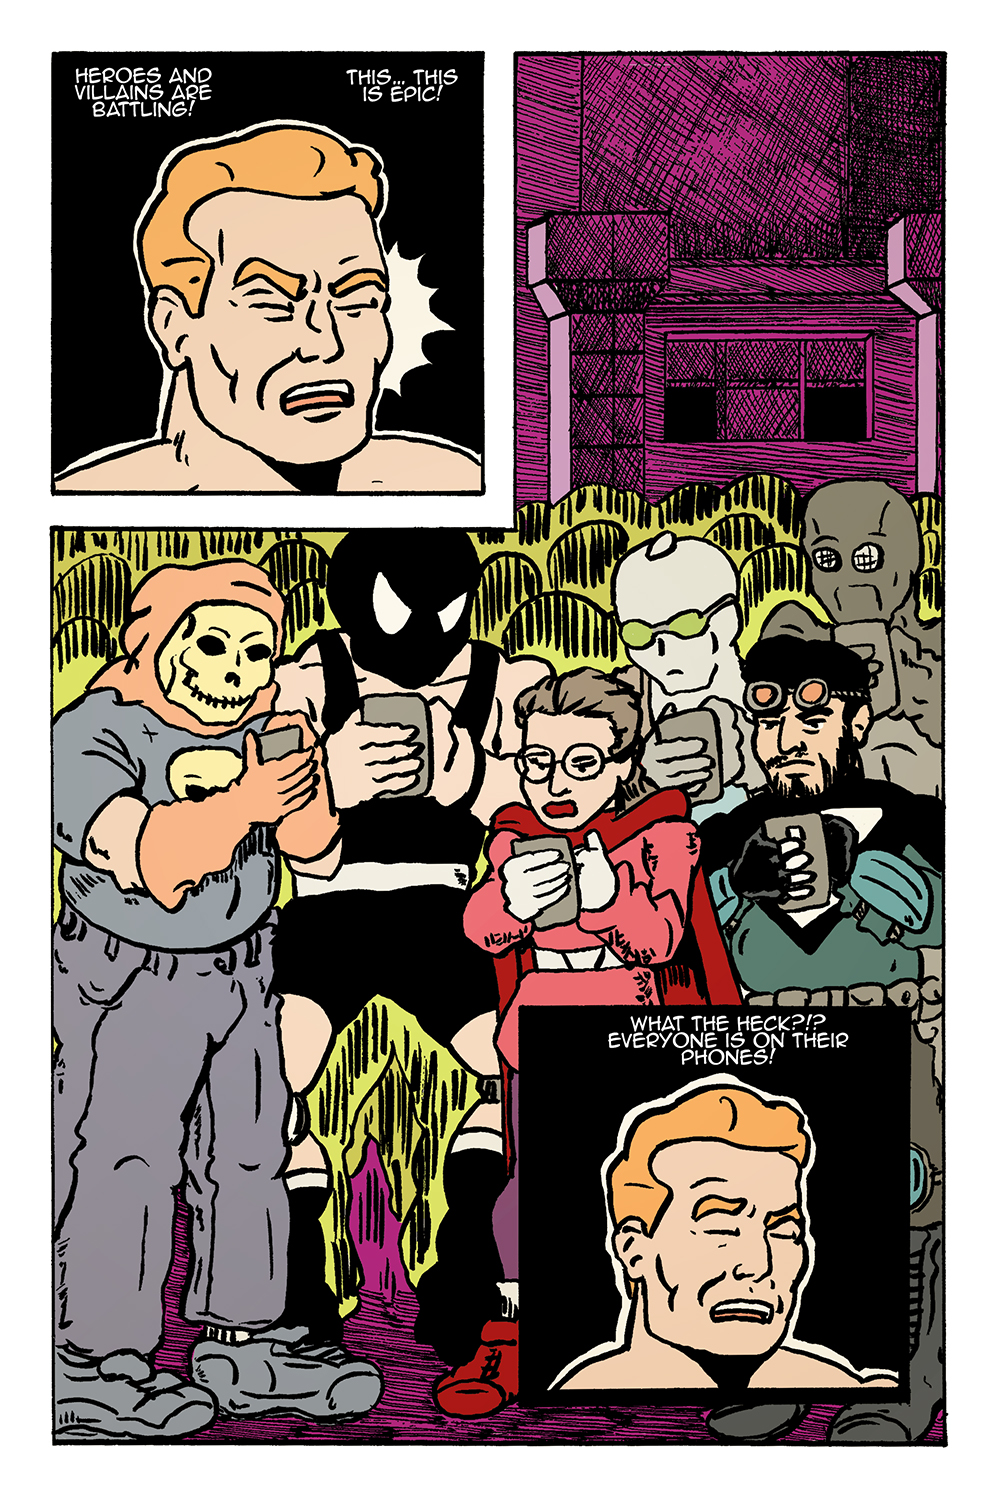 HEROES AND
VILLAINS ARE
BATTLING!
THIS... THIS
IS EPIC!
WHAT THE HECK?!?
EVERYONE IS ON THEIR
PHONES!